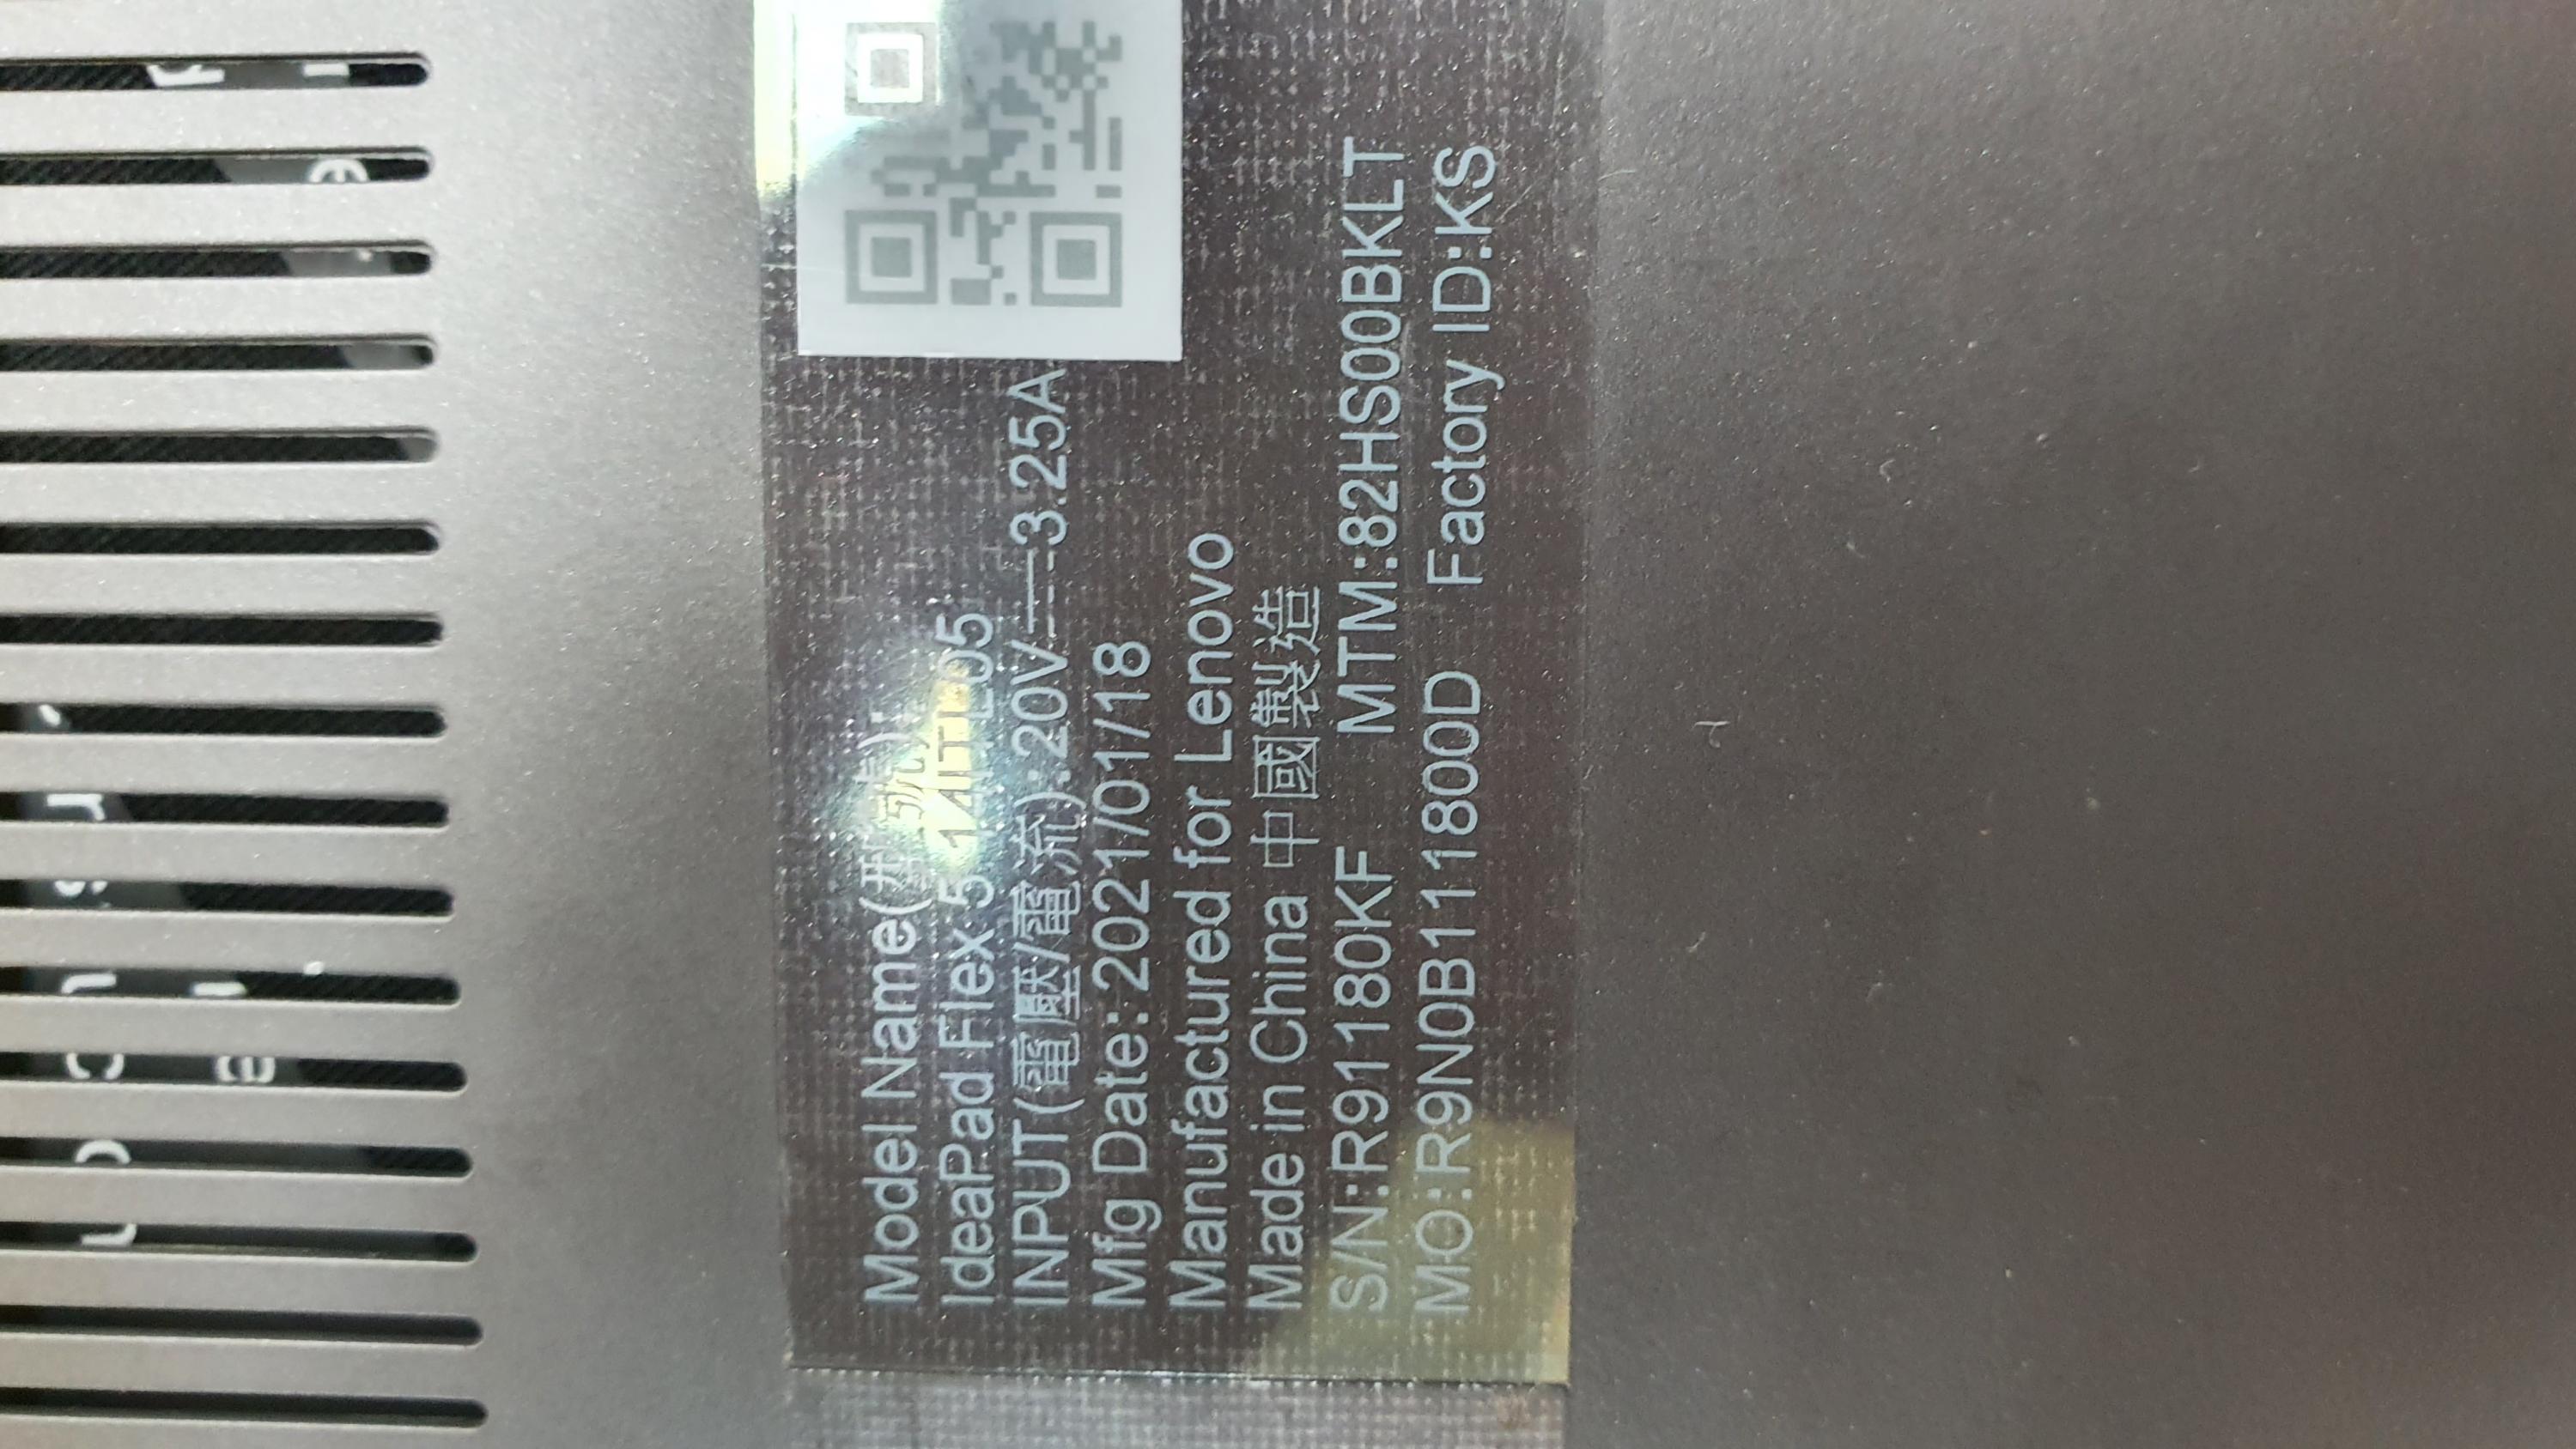 Model Name(型號):
IdeaPad Flex 5 14ITL05
INPUT(電壓/電流):20V⎓3.25A
Mfg Date:2021/01/18
Manufactured for Lenovo
Made in China 中國製造
S/N:R91180KF MTM:82HS00BKLT
MO:R9N0B111800D Factory ID:KS